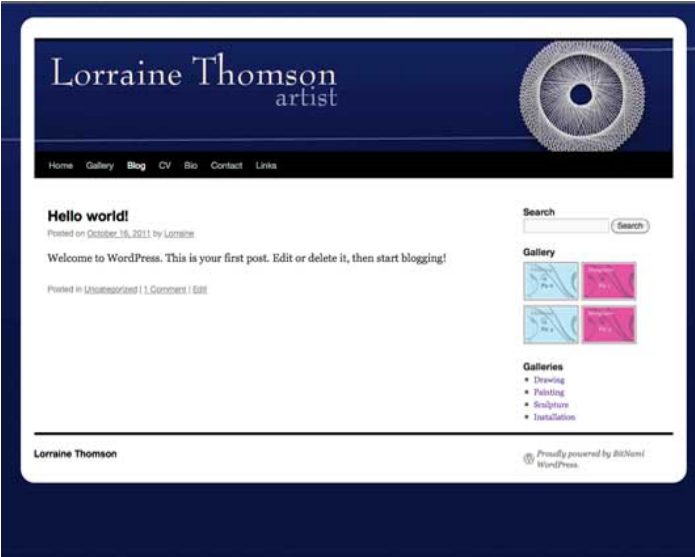 Lorraine Thomson
artist
Home Gallery Blog CV Bio Contact Links
Hello world!
Posted on October 16, 2011 by Lorraine
Welcome to WordPress. This is your first post. Edit or delete it, then start blogging!
Posted in Uncategorized | 1 Comment | Edit
Search
Search
Gallery
Galleries
Drawing
Painting
Sculpture
Installation
Lorraine Thomson
Proudly powered by BitNami
WordPress.